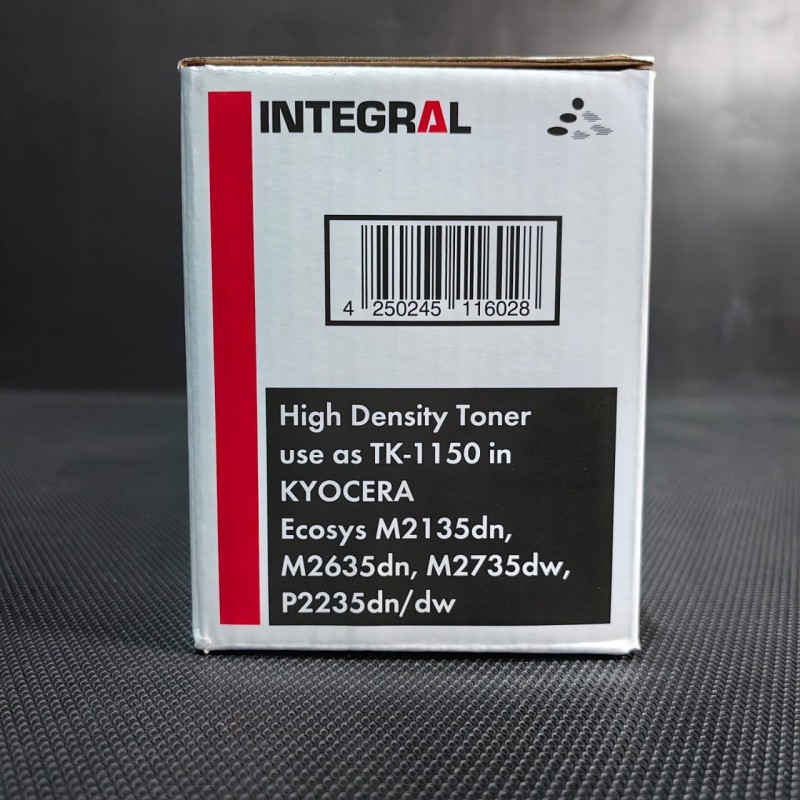 INTEGRAL
4 250245 116028
High Density Toner
use as TK-1150 in
KYOCERA
Ecosys M2135dn,
M2635dn, M2735dw,
P2235dn/dw